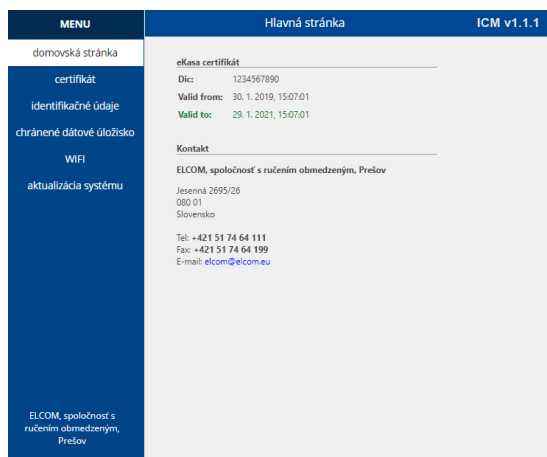 MENU
Hlavná stránka
ICM v1.1.1
domovská stránka
certifikát
identifikačné údaje
chránené dátové úložisko
WIFI
aktualizácia systému
ELCOM, spoločnosť s
ručením obmedzeným,
Prešov
eKasa certifikát
Dic: 1234567890
Valid from: 30. 1. 2019, 15:07:01
Valid to: 29. 1. 2021, 15:07:01
Kontakt
ELCOM, spoločnosť s ručením obmedzeným, Prešov
Jesenná 2695/26
080 01
Slovensko
Tel: +421 51 74 64 111
Fax: +421 51 74 64 199
E-mail: elcom@elcom.eu